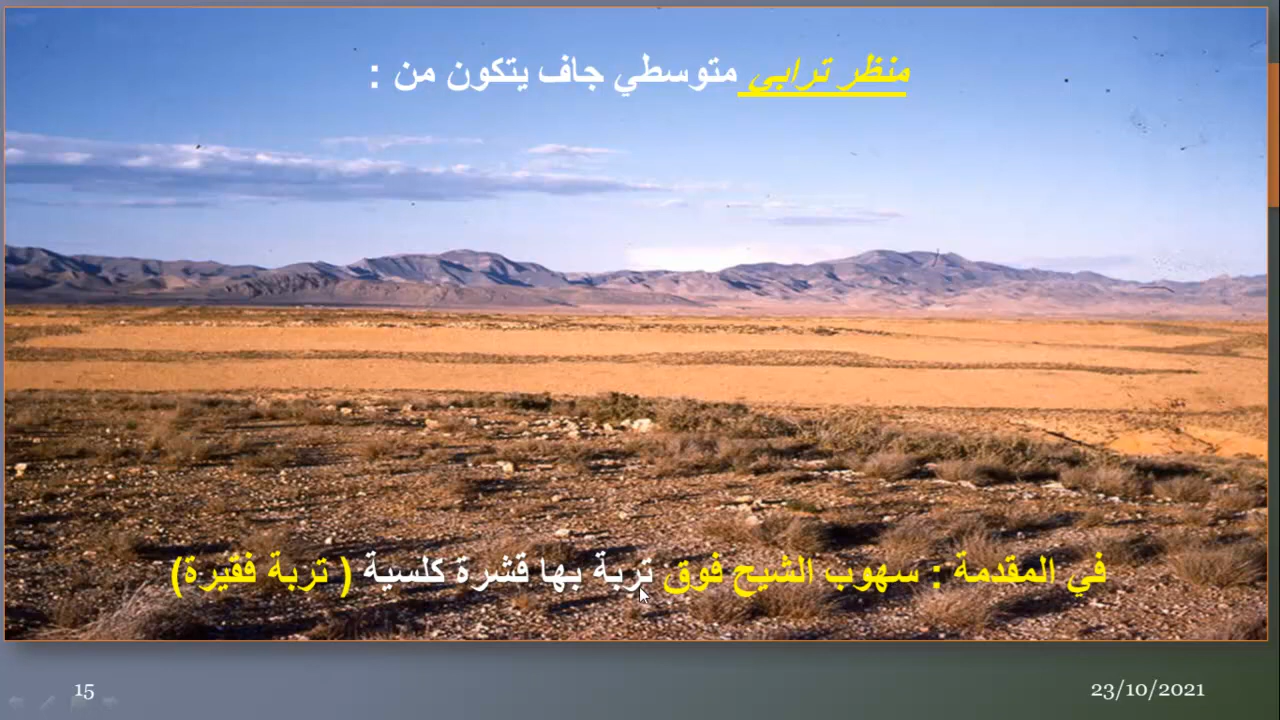 منظر ترابي متوسطي جاف يتكون من :
في المقدمة : سهوب الشيح فوق تربة بها قشرة كلسية ( تربة فقيرة)
15
23/10/2021